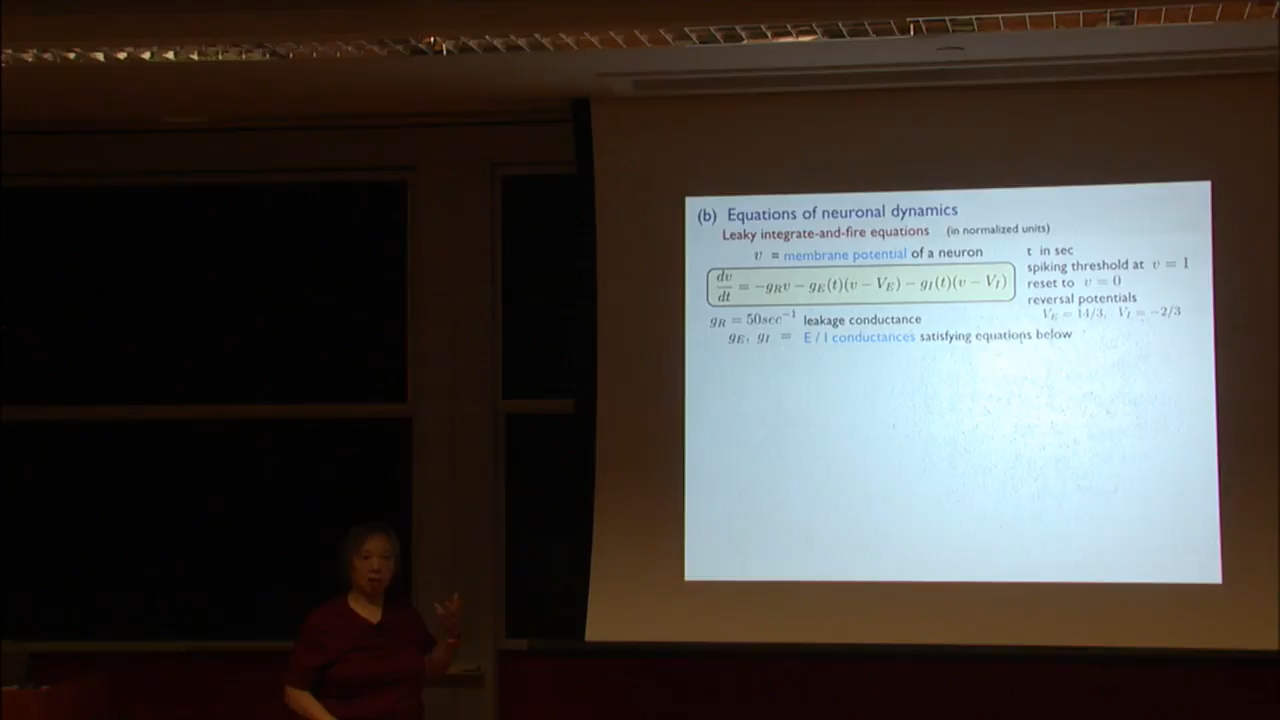 (b) Equations of neuronal dynamics
Leaky integrate-and-fire equations (in normalized units)
v = membrane potential of a neuron
dv/dt = −g_R v − g_E(t)(v − V_E) − g_I(t)(v − V_I)
t in sec
spiking threshold at v = 1
reset to v = 0
reversal potentials
V_E = 14/3, V_I = −2/3
g_R = 50sec^{−1} leakage conductance
g_E, g_I = E / I conductances satisfying equations below